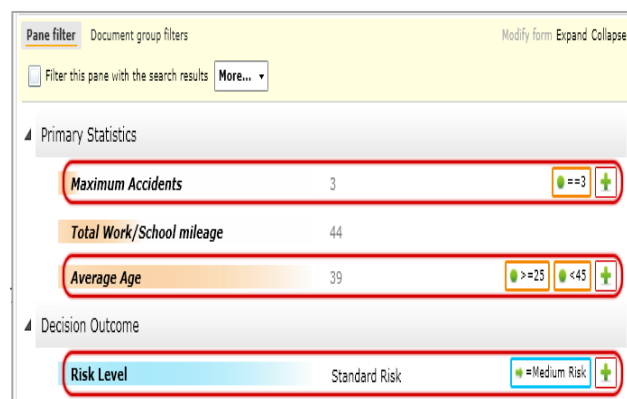 Pane filter Document group filters Modify form Expand Collapse
Filter this pane with the search results More...
Primary Statistics
Maximum Accidents 3 ==3
Total Work/School mileage 44
Average Age 39 >=25 <45
Decision Outcome
Risk Level Standard Risk =Medium Risk